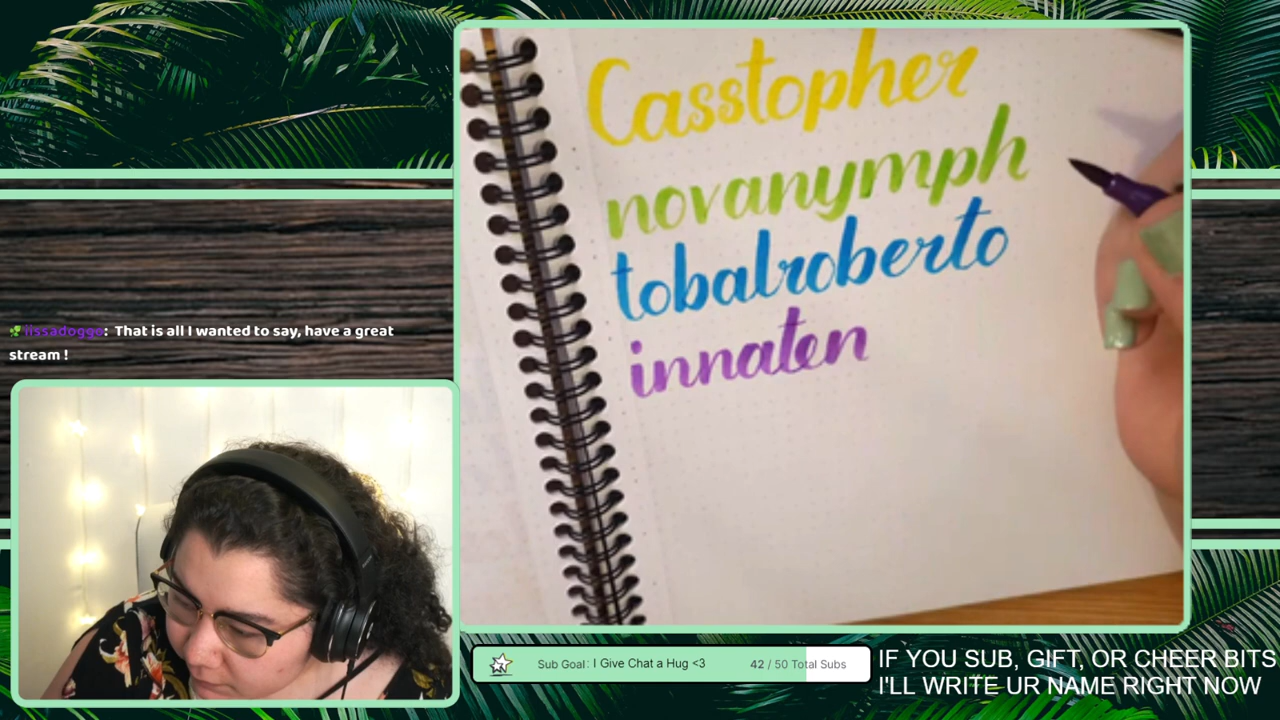 Casstopher
novanymph
tobalroberto
innaten
lissadoggo: That is all I wanted to say, have a great
stream !
Sub Goal: I Give Chat a Hug <3 42 / 50 Total Subs
IF YOU SUB, GIFT, OR CHEER BITS
I'LL WRITE UR NAME RIGHT NOW